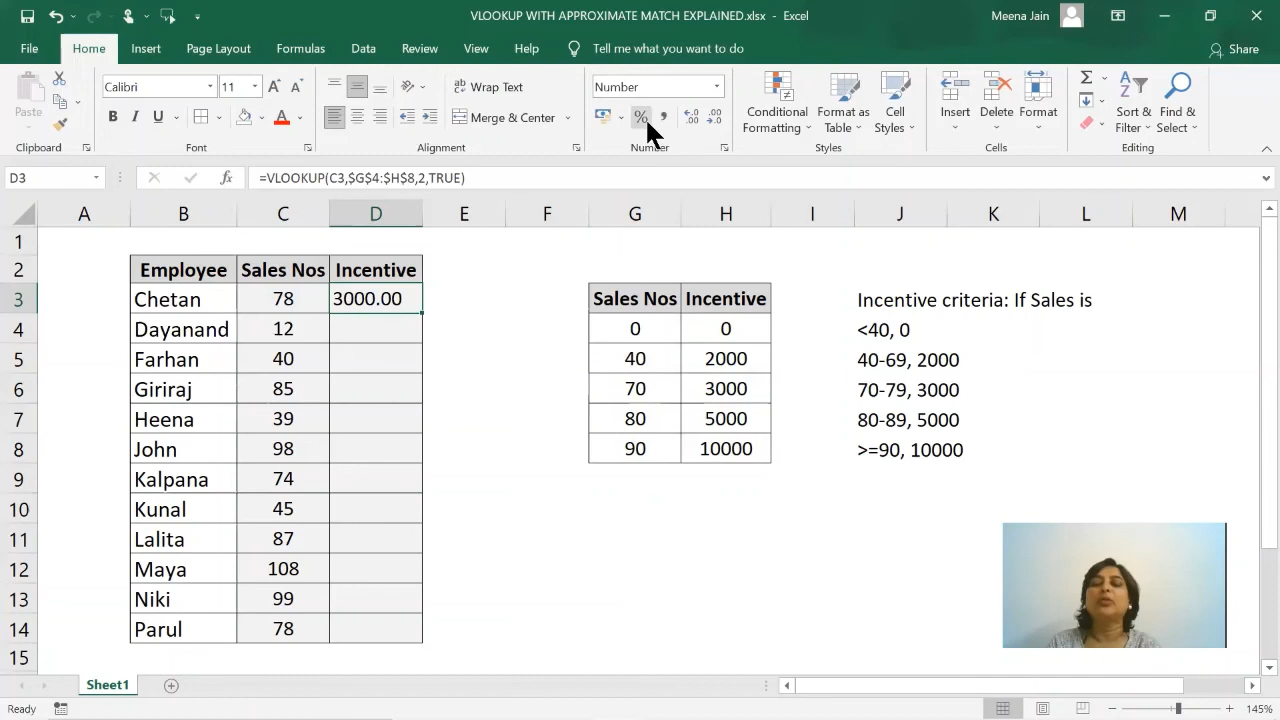 VLOOKUP WITH APPROXIMATE MATCH EXPLAINED.xlsx - Excel
Meena Jain
File Home Insert Page Layout Formulas Data Review View Help Tell me what you want to do Share
Calibri 11 Wrap Text Number
Paste B I U Merge & Center % Conditional Formatting Format as Table Cell Styles Insert Delete Format Sort & Filter Find & Select
Clipboard Font Alignment Number Styles Cells Editing
D3 fx =VLOOKUP(C3,$G$4:$H$8,2,TRUE)
A B C D E F G H I J K L M
1
2 Employee Sales Nos Incentive
3 Chetan 78 3000.00 Sales Nos Incentive Incentive criteria: If Sales is
4 Dayanand 12 0 0 <40, 0
5 Farhan 40 40 2000 40-69, 2000
6 Giriraj 85 70 3000 70-79, 3000
7 Heena 39 80 5000 80-89, 5000
8 John 98 90 10000 >=90, 10000
9 Kalpana 74
10 Kunal 45
11 Lalita 87
12 Maya 108
13 Niki 99
14 Parul 78
15
Sheet1
Ready 145%